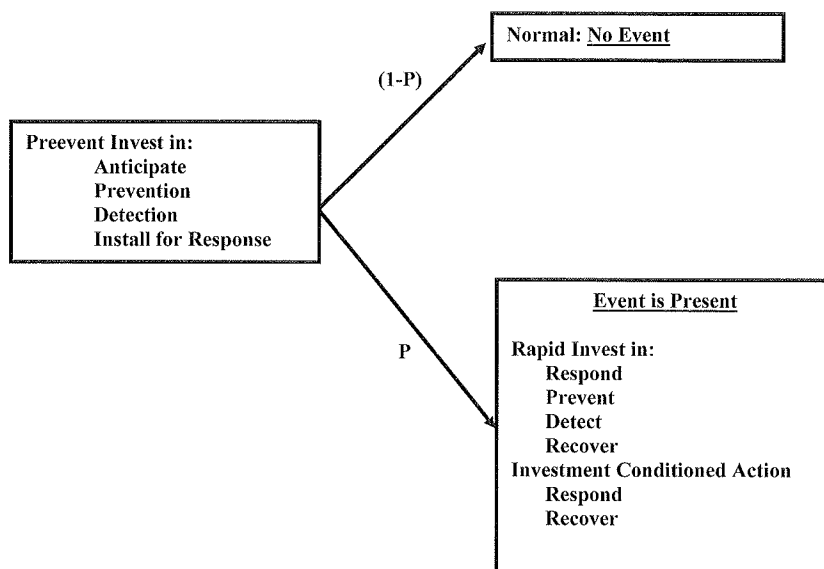 Normal: No Event
(1-P)
Preevent Invest in:
Anticipate
Prevention
Detection
Install for Response
P
Event is Present
Rapid Invest in:
Respond
Prevent
Detect
Recover
Investment Conditioned Action
Respond
Recover